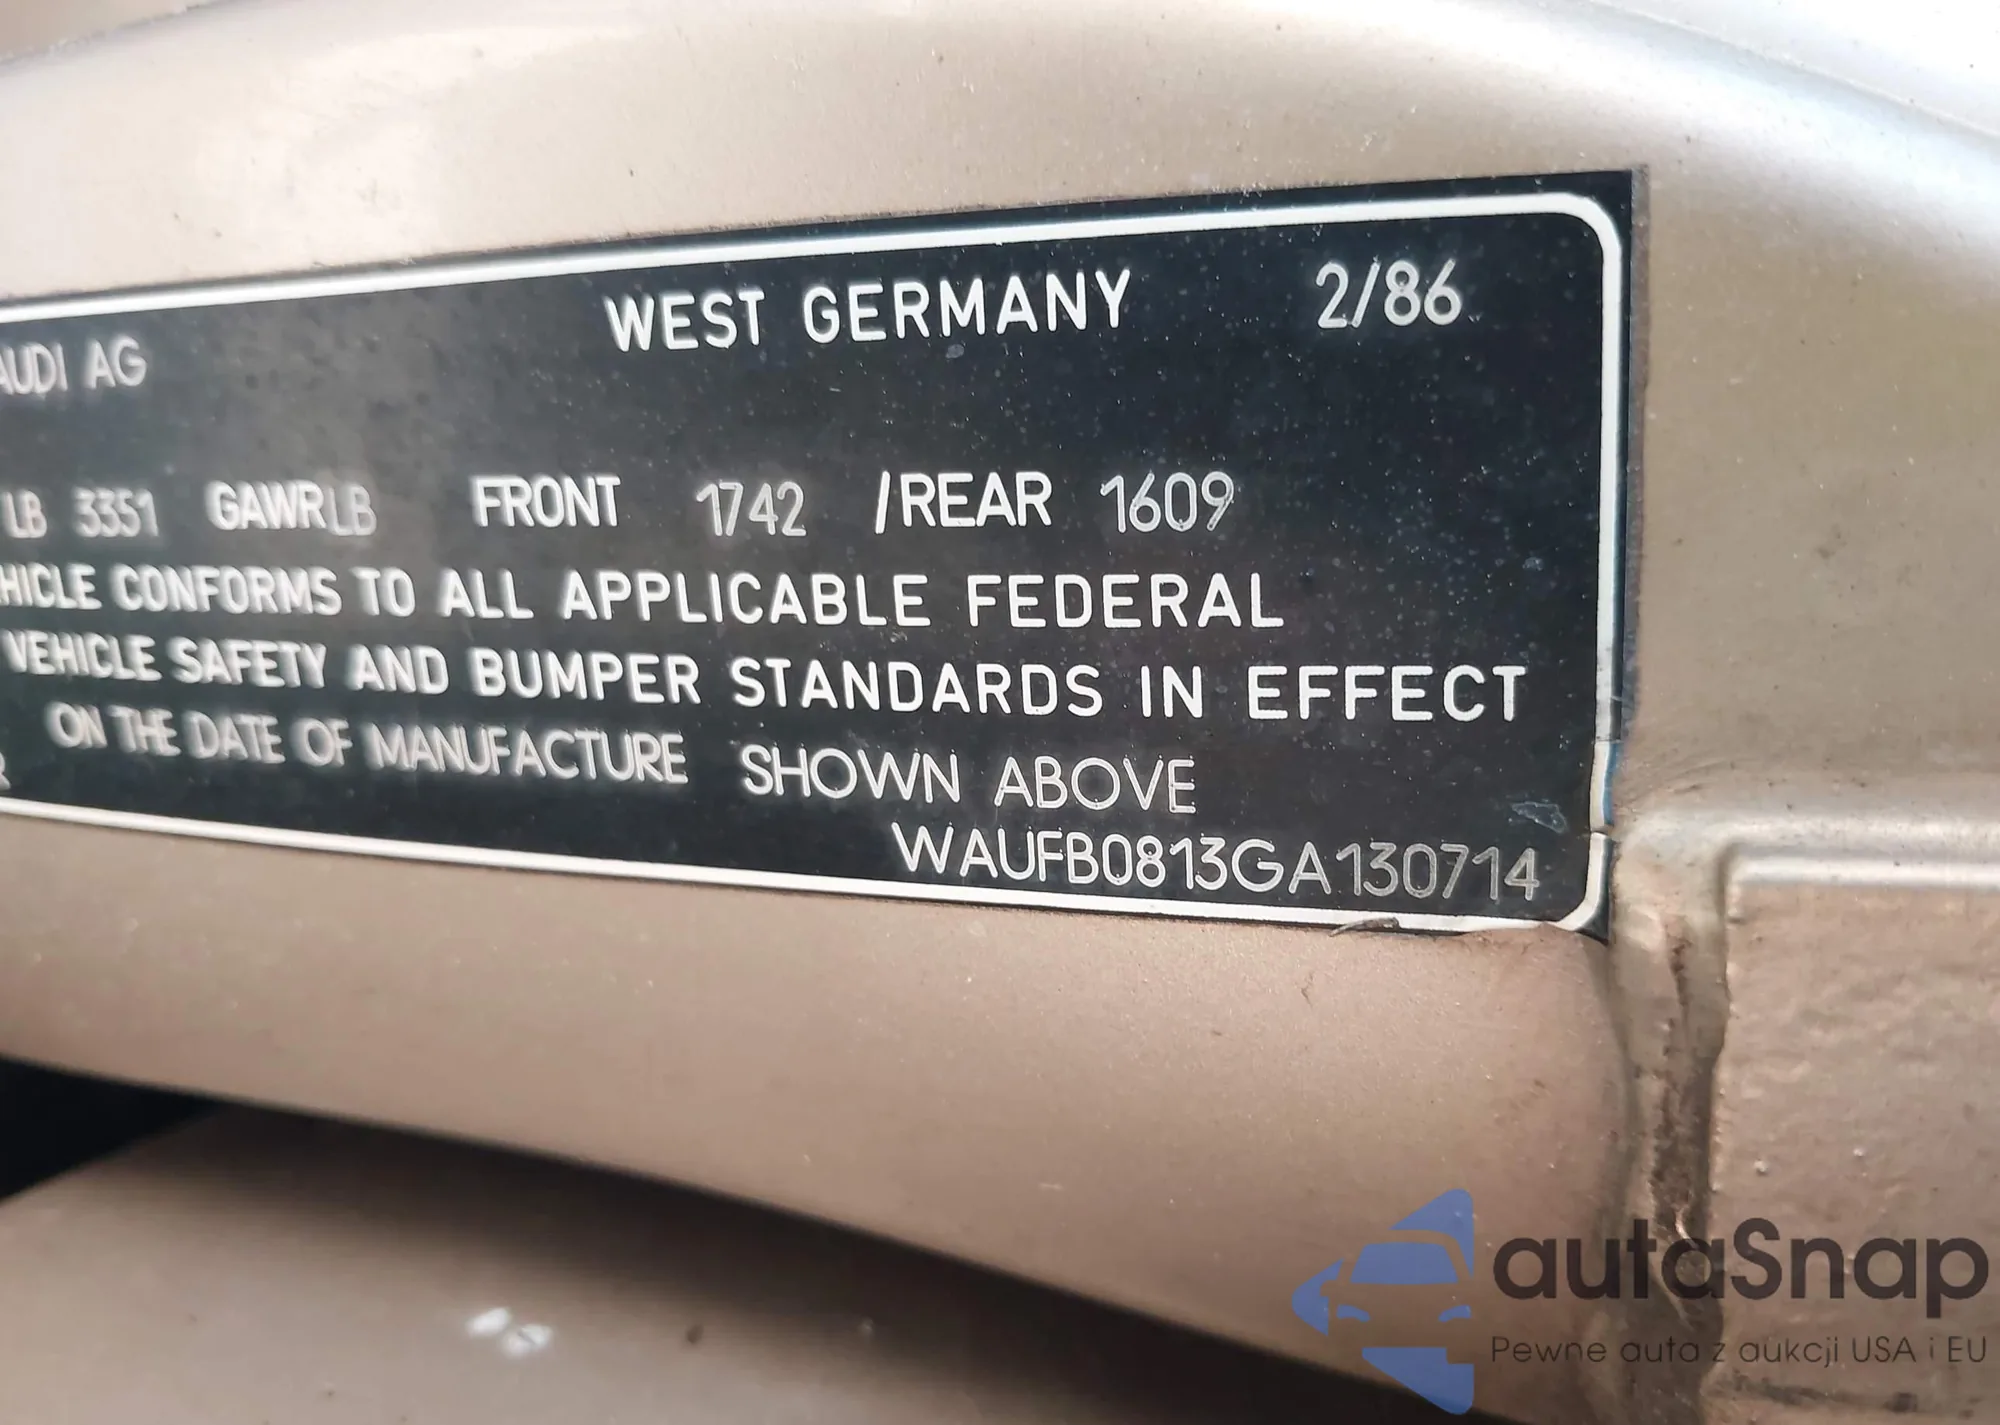 AUDI AG WEST GERMANY 2/86
LB 3351 GAWRLB FRONT 1742 /REAR 1609
HICLE CONFORMS TO ALL APPLICABLE FEDERAL
VEHICLE SAFETY AND BUMPER STANDARDS IN EFFECT
ON THE DATE OF MANUFACTURE SHOWN ABOVE
R
WAUFB0813GA130714
autaSnap
Pewne auta z aukcji USA i EU